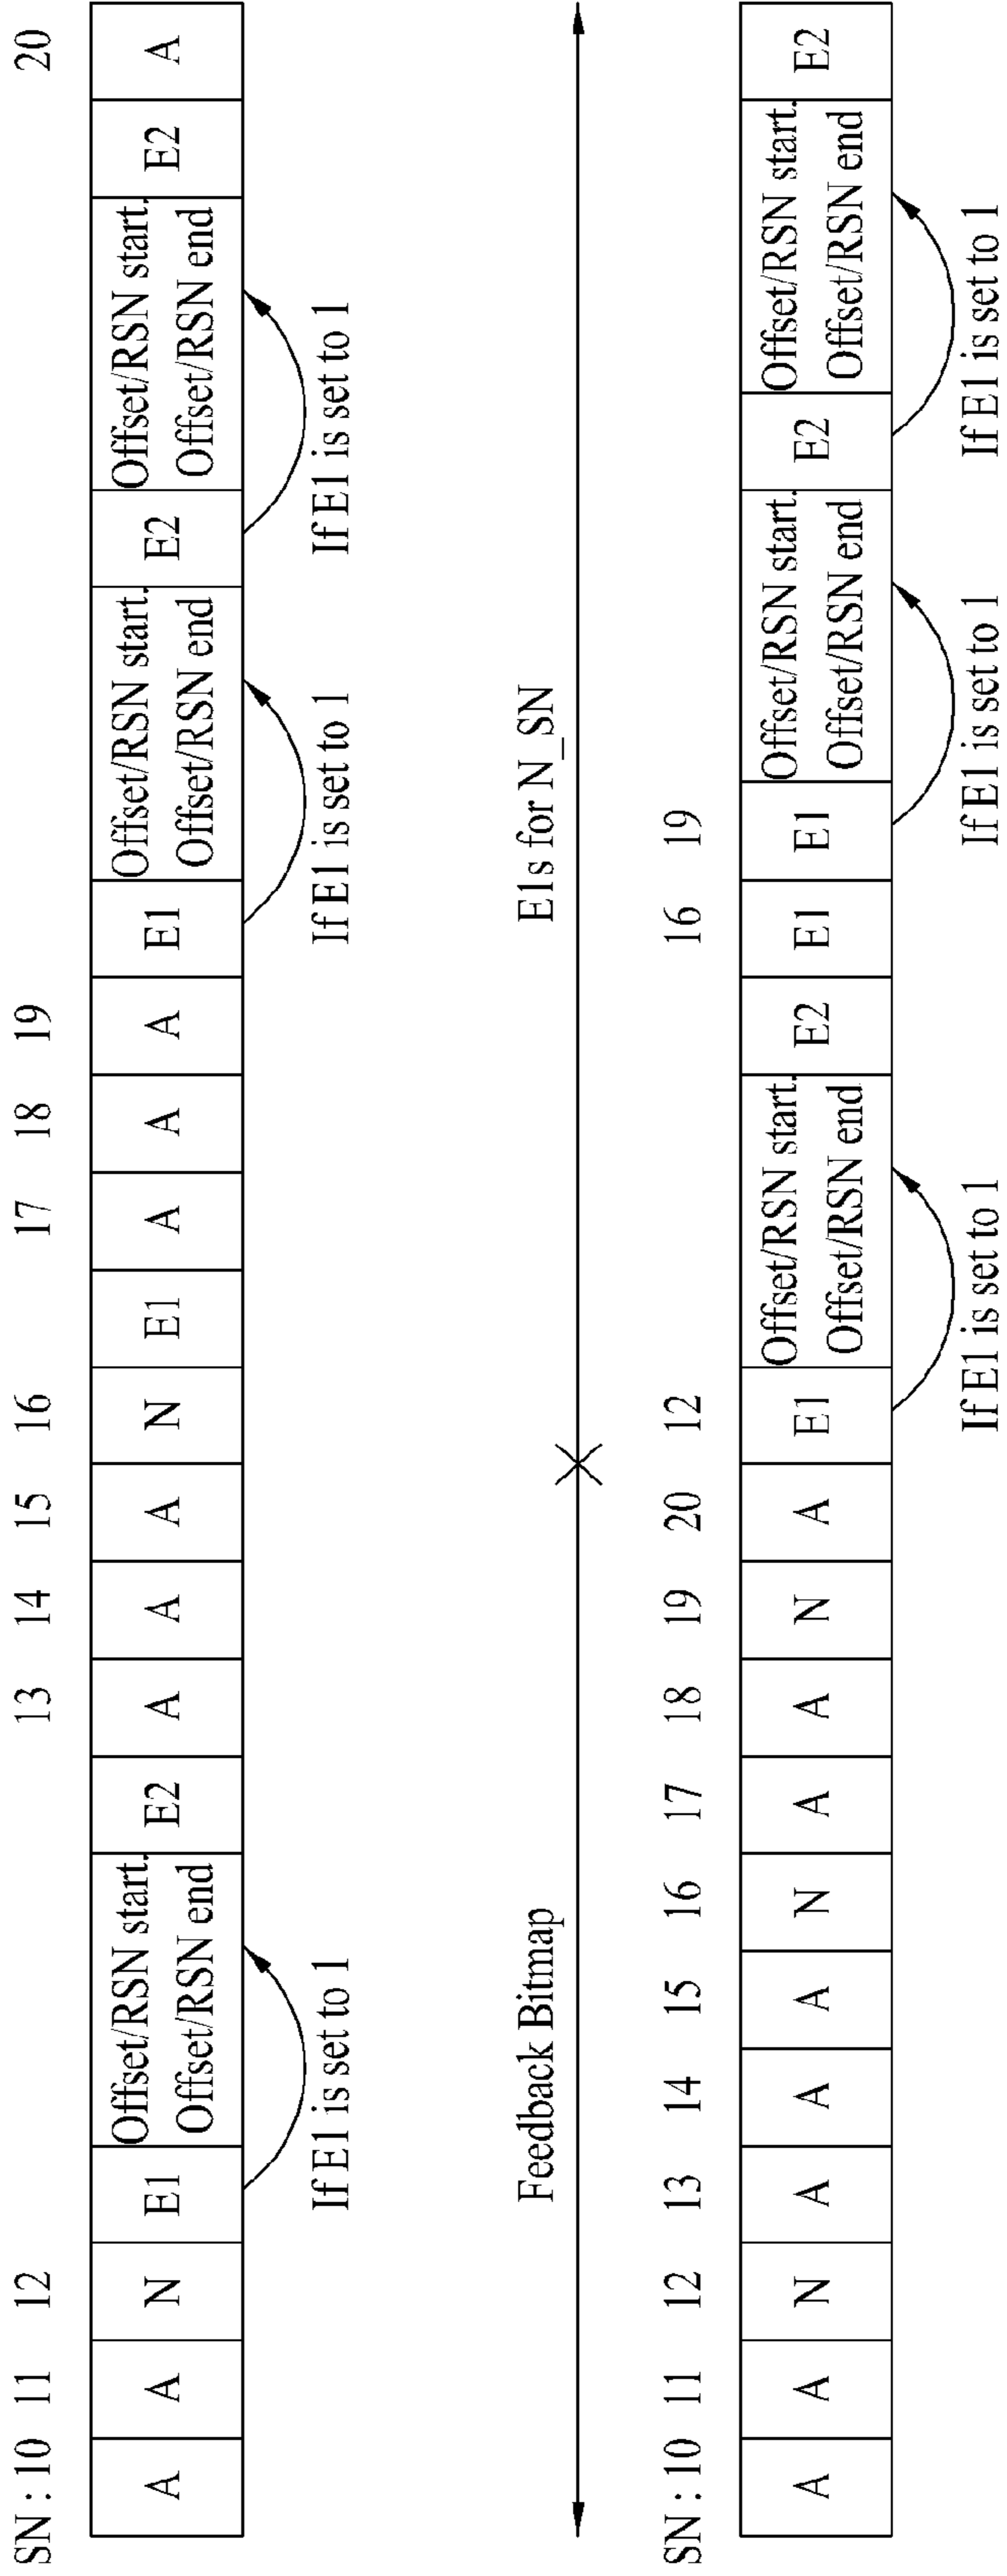 SN : 10 11 12 13 14 15 16 17 18 19 20
A A N E1
Offset/RSN start.
Offset/RSN end
E2 A A A N E1 A A A E1
Offset/RSN start.
Offset/RSN end
E2
Offset/RSN start.
Offset/RSN end
E2 A
If E1 is set to 1
If E1 is set to 1
If E1 is set to 1
Feedback Bitmap
E1s for N_SN
SN : 10 11 12 13 14 15 16 17 18 19 20 12 16 19
A A N A A A N A A N A E1
Offset/RSN start.
Offset/RSN end
E2 E1 E1
Offset/RSN start.
Offset/RSN end
E2
Offset/RSN start.
Offset/RSN end
E2
If E1 is set to 1
If E1 is set to 1
If E1 is set to 1